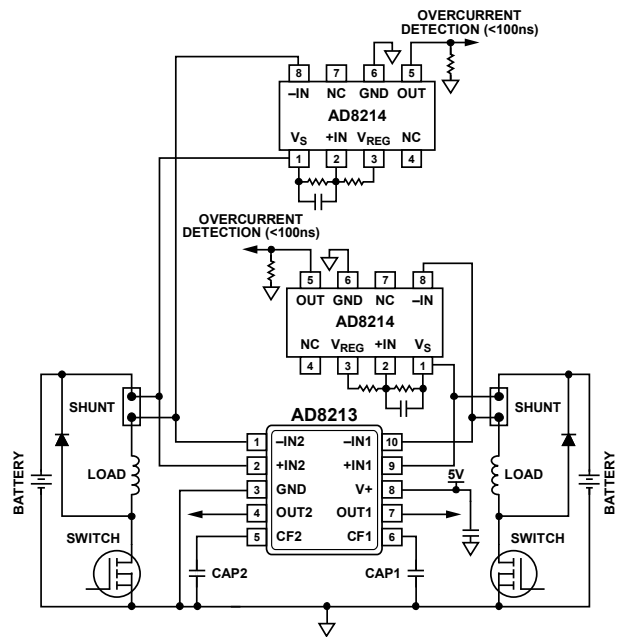 OVERCURRENT
DETECTION (<100ns)
8 7 6 5
–IN NC GND OUT
AD8214
VS +IN VREG NC
1 2 3 4
OVERCURRENT
DETECTION (<100ns)
5 6 7 8
OUT GND NC –IN
AD8214
NC VREG +IN VS
4 3 2 1
SHUNT
AD8213
SHUNT
1 –IN2 –IN1 10
2 +IN2 +IN1 9
BATTERY
LOAD
3 GND V+ 8
5V
LOAD
BATTERY
4 OUT2 OUT1 7
SWITCH
5 CF2 CF1 6
SWITCH
CAP2
CAP1